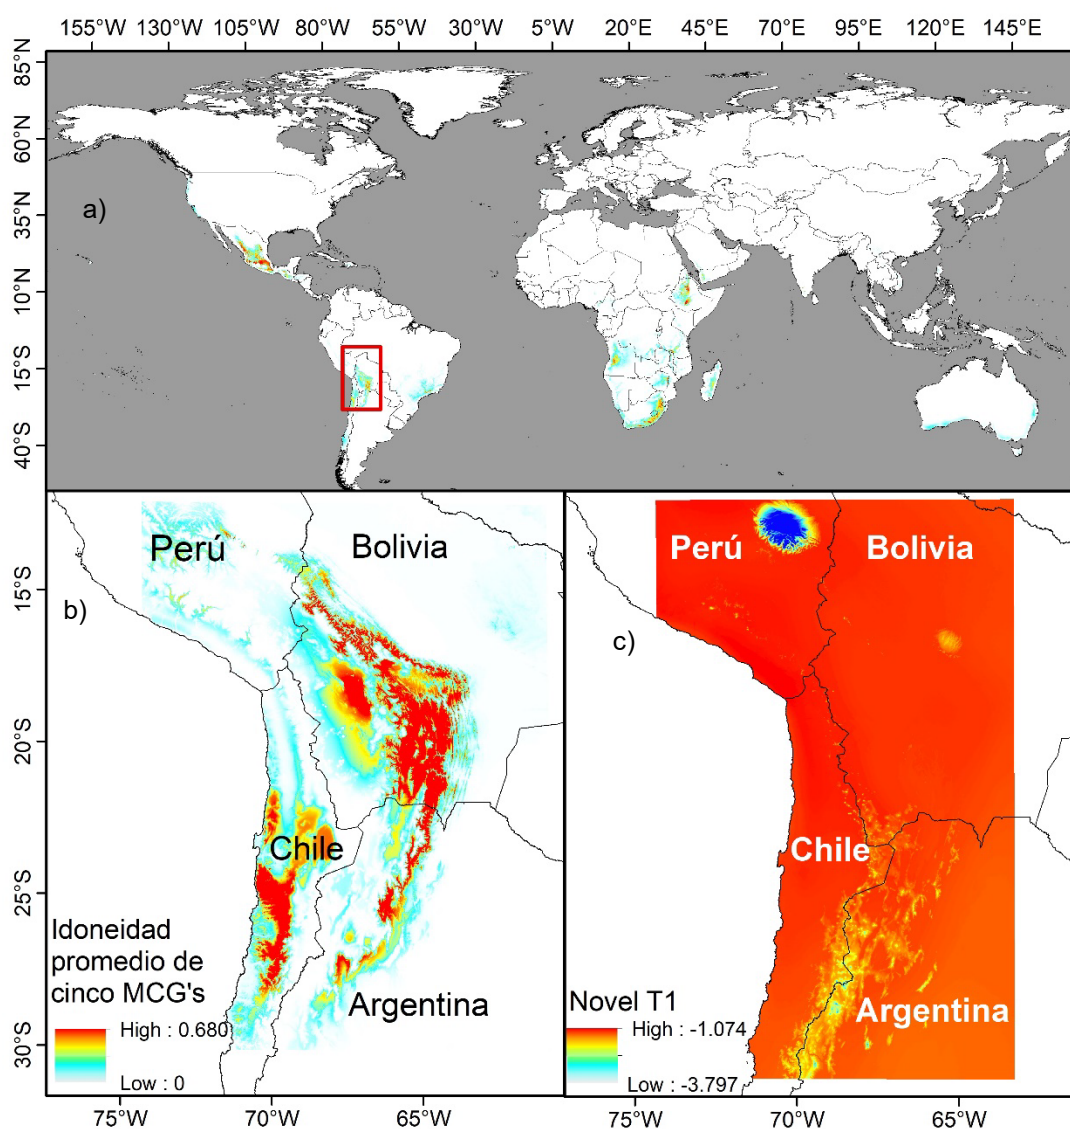 155°W 130°W 105°W 80°W 55°W 30°W 5°W 20°E 45°E 70°E 95°E 120°E 145°E
85°N
60°N
35°N
10°N
15°S
40°S
a)
Perú
Bolivia
15°S
b)
20°S
Chile
25°S
Idoneidad
promedio de
cinco MCG's
Argentina
High : 0.680
Low : 0
30°S
75°W 70°W 65°W
Perú
Bolivia
c)
Chile
Novel T1
Argentina
High : -1.074
Low : -3.797
75°W 70°W 65°W